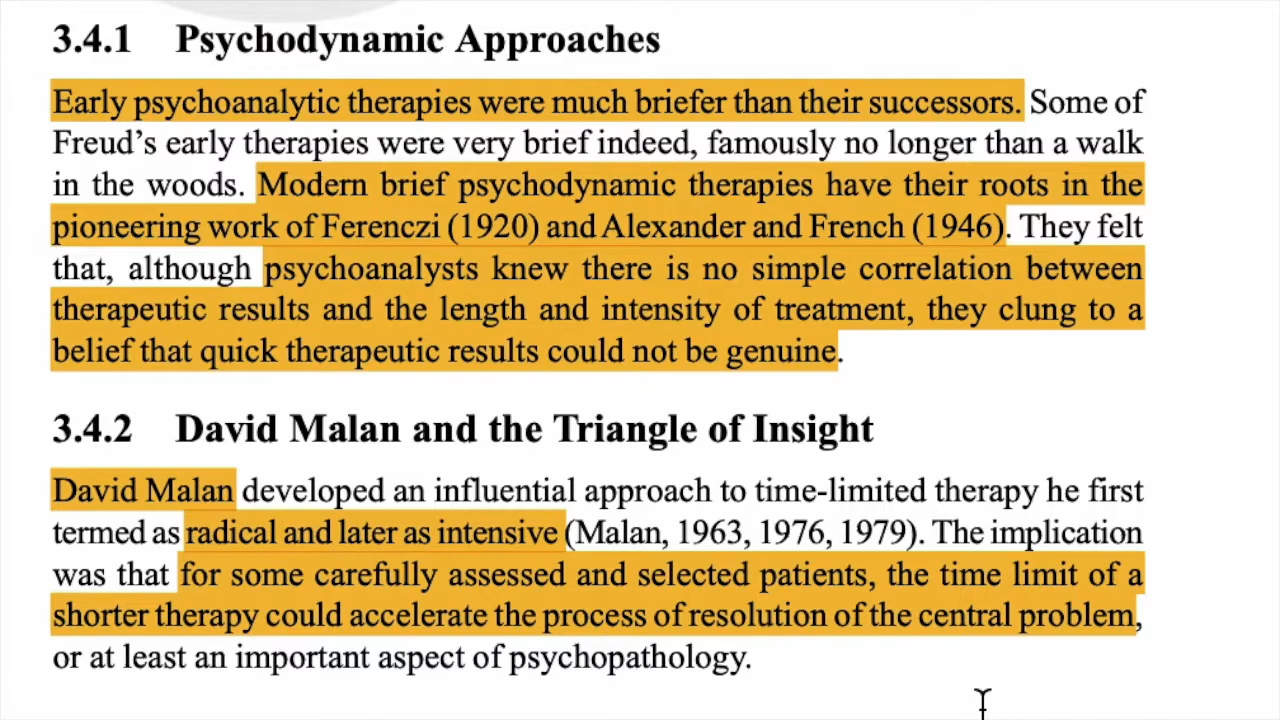 3.4.1 Psychodynamic Approaches
Early psychoanalytic therapies were much briefer than their successors. Some of
Freud’s early therapies were very brief indeed, famously no longer than a walk
in the woods. Modern brief psychodynamic therapies have their roots in the
pioneering work of Ferenczi (1920) and Alexander and French (1946). They felt
that, although psychoanalysts knew there is no simple correlation between
therapeutic results and the length and intensity of treatment, they clung to a
belief that quick therapeutic results could not be genuine.
3.4.2 David Malan and the Triangle of Insight
David Malan developed an influential approach to time-limited therapy he first
termed as radical and later as intensive (Malan, 1963, 1976, 1979). The implication
was that for some carefully assessed and selected patients, the time limit of a
shorter therapy could accelerate the process of resolution of the central problem,
or at least an important aspect of psychopathology.